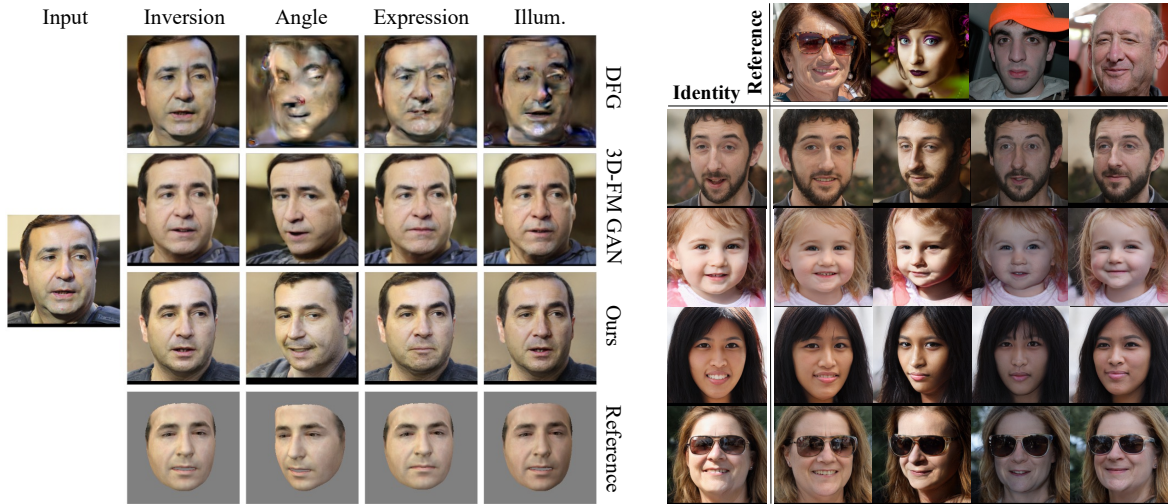 Input
Inversion
Angle
Expression
Illum.
DFG
3D-FM GAN
Ours
Reference
Identity
Reference